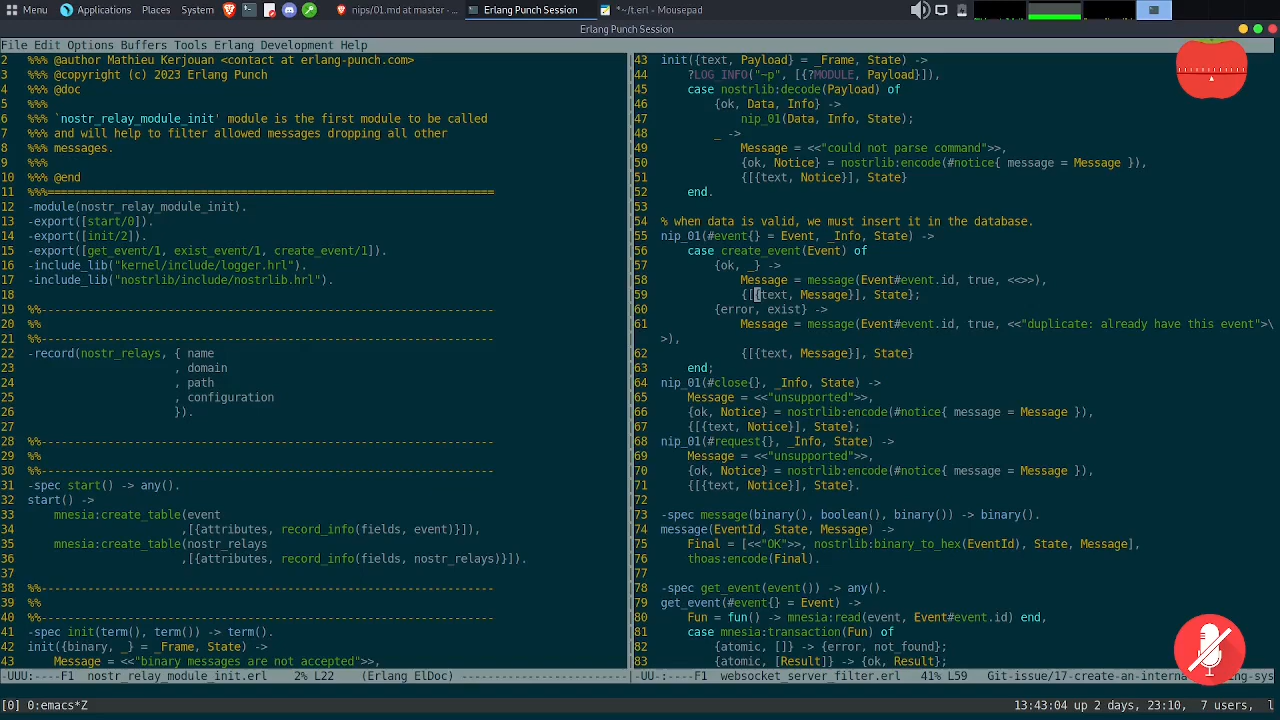 Menu Applications Places System nips/01.md at master - ... Erlang Punch Session *~/t.erl - Mousepad
Erlang Punch Session
File Edit Options Buffers Tools Erlang Development Help
2 %%% @author Mathieu Kerjouan <contact at erlang-punch.com>
3 %%% @copyright (c) 2023 Erlang Punch
4 %%% @doc
5 %%%
6 %%% `nostr_relay_module_init' module is the first module to be called
7 %%% and will help to filter allowed messages dropping all other
8 %%% messages.
9 %%%
10 %%% @end
11 %%%===================================================================
12 -module(nostr_relay_module_init).
13 -export([start/0]).
14 -export([init/2]).
15 -export([get_event/1, exist_event/1, create_event/1]).
16 -include_lib("kernel/include/logger.hrl").
17 -include_lib("nostrlib/include/nostrlib.hrl").
18
19 %%--------------------------------------------------------------------
20 %%
21 %%--------------------------------------------------------------------
22 -record(nostr_relays, { name
23 , domain
24 , path
25 , configuration
26 }).
27
28 %%--------------------------------------------------------------------
29 %%
30 %%--------------------------------------------------------------------
31 -spec start() -> any().
32 start() ->
33 mnesia:create_table(event
34 ,[{attributes, record_info(fields, event)}]),
35 mnesia:create_table(nostr_relays
36 ,[{attributes, record_info(fields, nostr_relays)}]).
37
38 %%--------------------------------------------------------------------
39 %%
40 %%--------------------------------------------------------------------
41 -spec init(term(), term()) -> term().
42 init({binary, _} = _Frame, State) ->
43 Message = <<"binary messages are not accepted">>,
-UUU:----F1 nostr_relay_module_init.erl 2% L22 (Erlang ElDoc) --------------------
43 init({text, Payload} = _Frame, State) ->
44 ?LOG_INFO("~p", [{?MODULE, Payload}]),
45 case nostrlib:decode(Payload) of
46 {ok, Data, Info} ->
47 nip_01(Data, Info, State);
48 _ ->
49 Message = <<"could not parse command">>,
50 {ok, Notice} = nostrlib:encode(#notice{ message = Message }),
51 {[{text, Notice}], State}
52 end.
53
54 % when data is valid, we must insert it in the database.
55 nip_01(#event{} = Event, _Info, State) ->
56 case create_event(Event) of
57 {ok, _} ->
58 Message = message(Event#event.id, true, <<>>),
59 {[{text, Message}], State};
60 {error, exist} ->
61 Message = message(Event#event.id, true, <<"duplicate: already have this event">\
>),
62 {[{text, Message}], State}
63 end;
64 nip_01(#close{}, _Info, State) ->
65 Message = <<"unsupported">>,
66 {ok, Notice} = nostrlib:encode(#notice{ message = Message }),
67 {[{text, Notice}], State};
68 nip_01(#request{}, _Info, State) ->
69 Message = <<"unsupported">>,
70 {ok, Notice} = nostrlib:encode(#notice{ message = Message }),
71 {[{text, Notice}], State}.
72
73 -spec message(binary(), boolean(), binary()) -> binary().
74 message(EventId, State, Message) ->
75 Final = [<<"OK">>, nostrlib:binary_to_hex(EventId), State, Message],
76 thoas:encode(Final).
77
78 -spec get_event(event()) -> any().
79 get_event(#event{} = Event) ->
80 Fun = fun() -> mnesia:read(event, Event#event.id) end,
81 case mnesia:transaction(Fun) of
82 {atomic, []} -> {error, not_found};
83 {atomic, [Result]} -> {ok, Result};
-UU-:----F1 websocket_server_filter.erl 41% L59 Git-issue/17-create-an-internal
[0] 0:emacs*Z 13:43:04 up 2 days, 23:10, 7 users, l